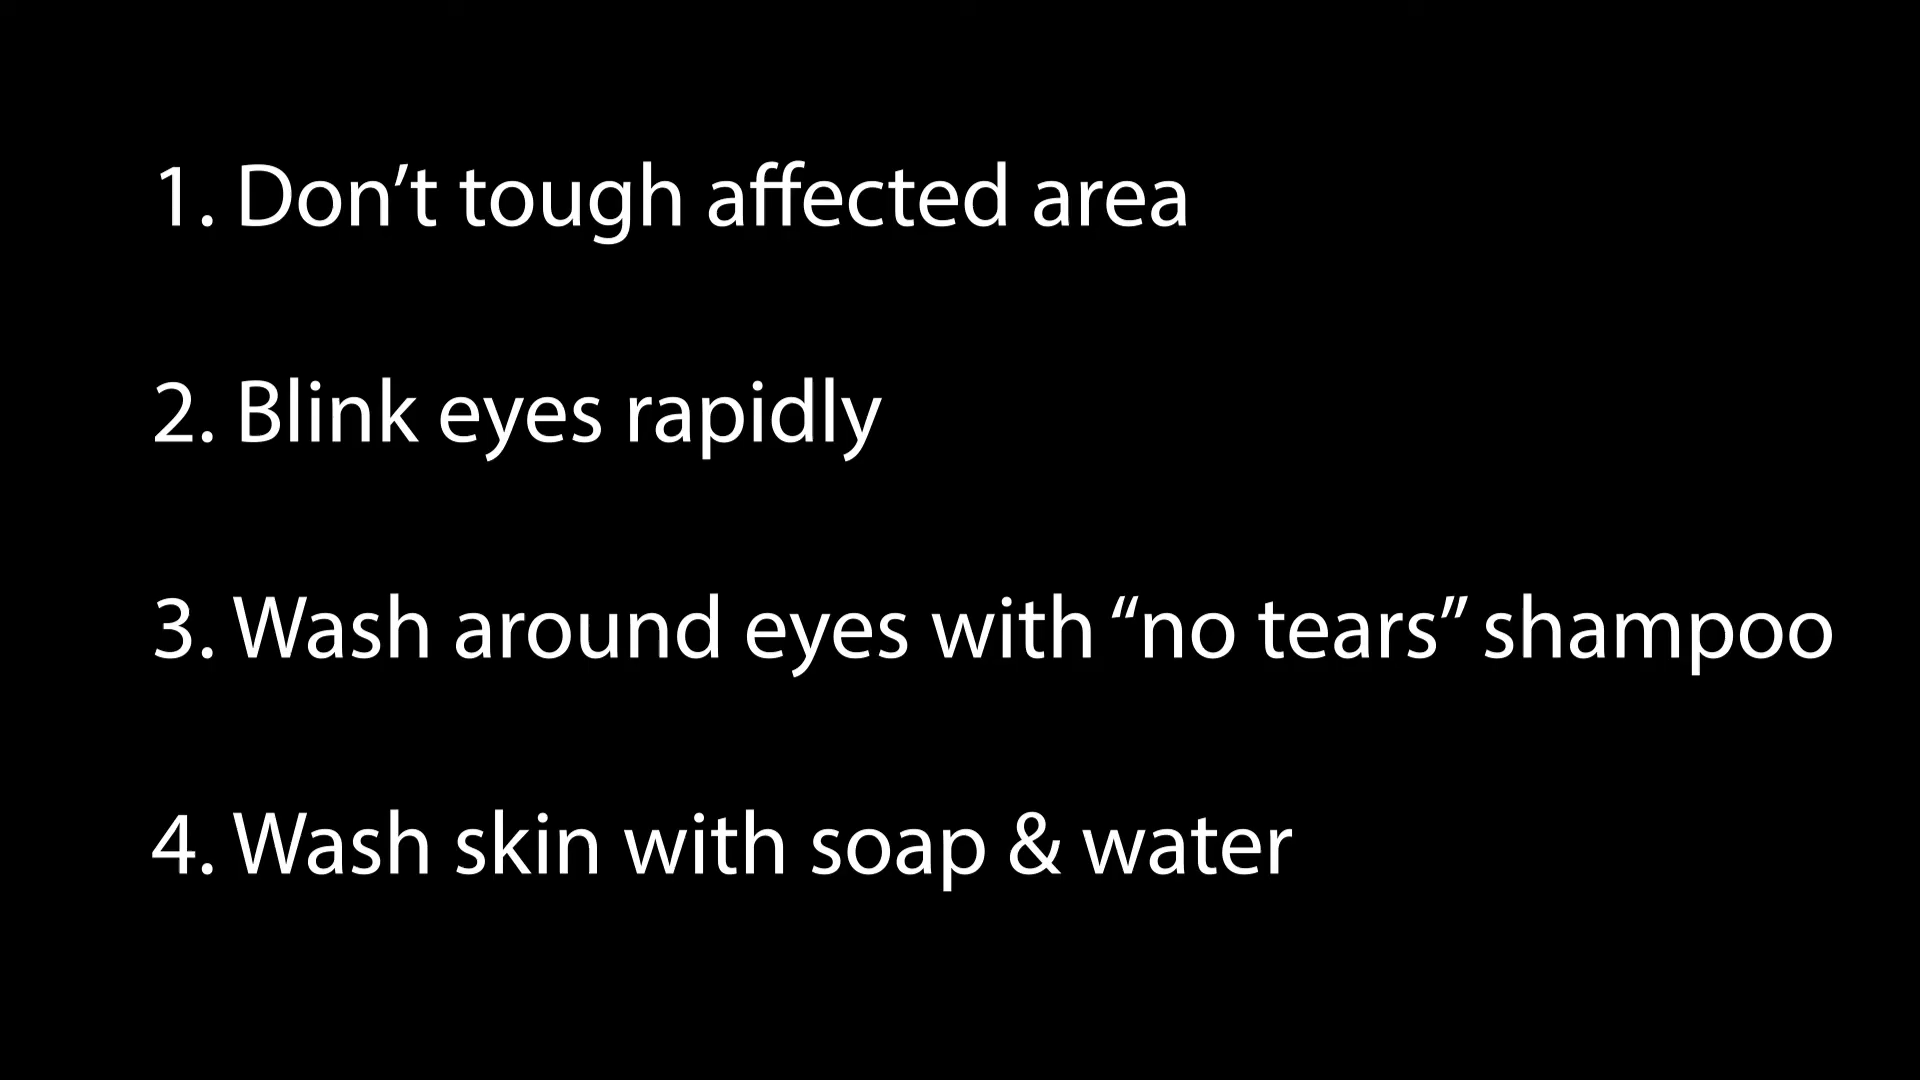 1. Don’t tough affected area
2. Blink eyes rapidly
3. Wash around eyes with “no tears” shampoo
4. Wash skin with soap & water